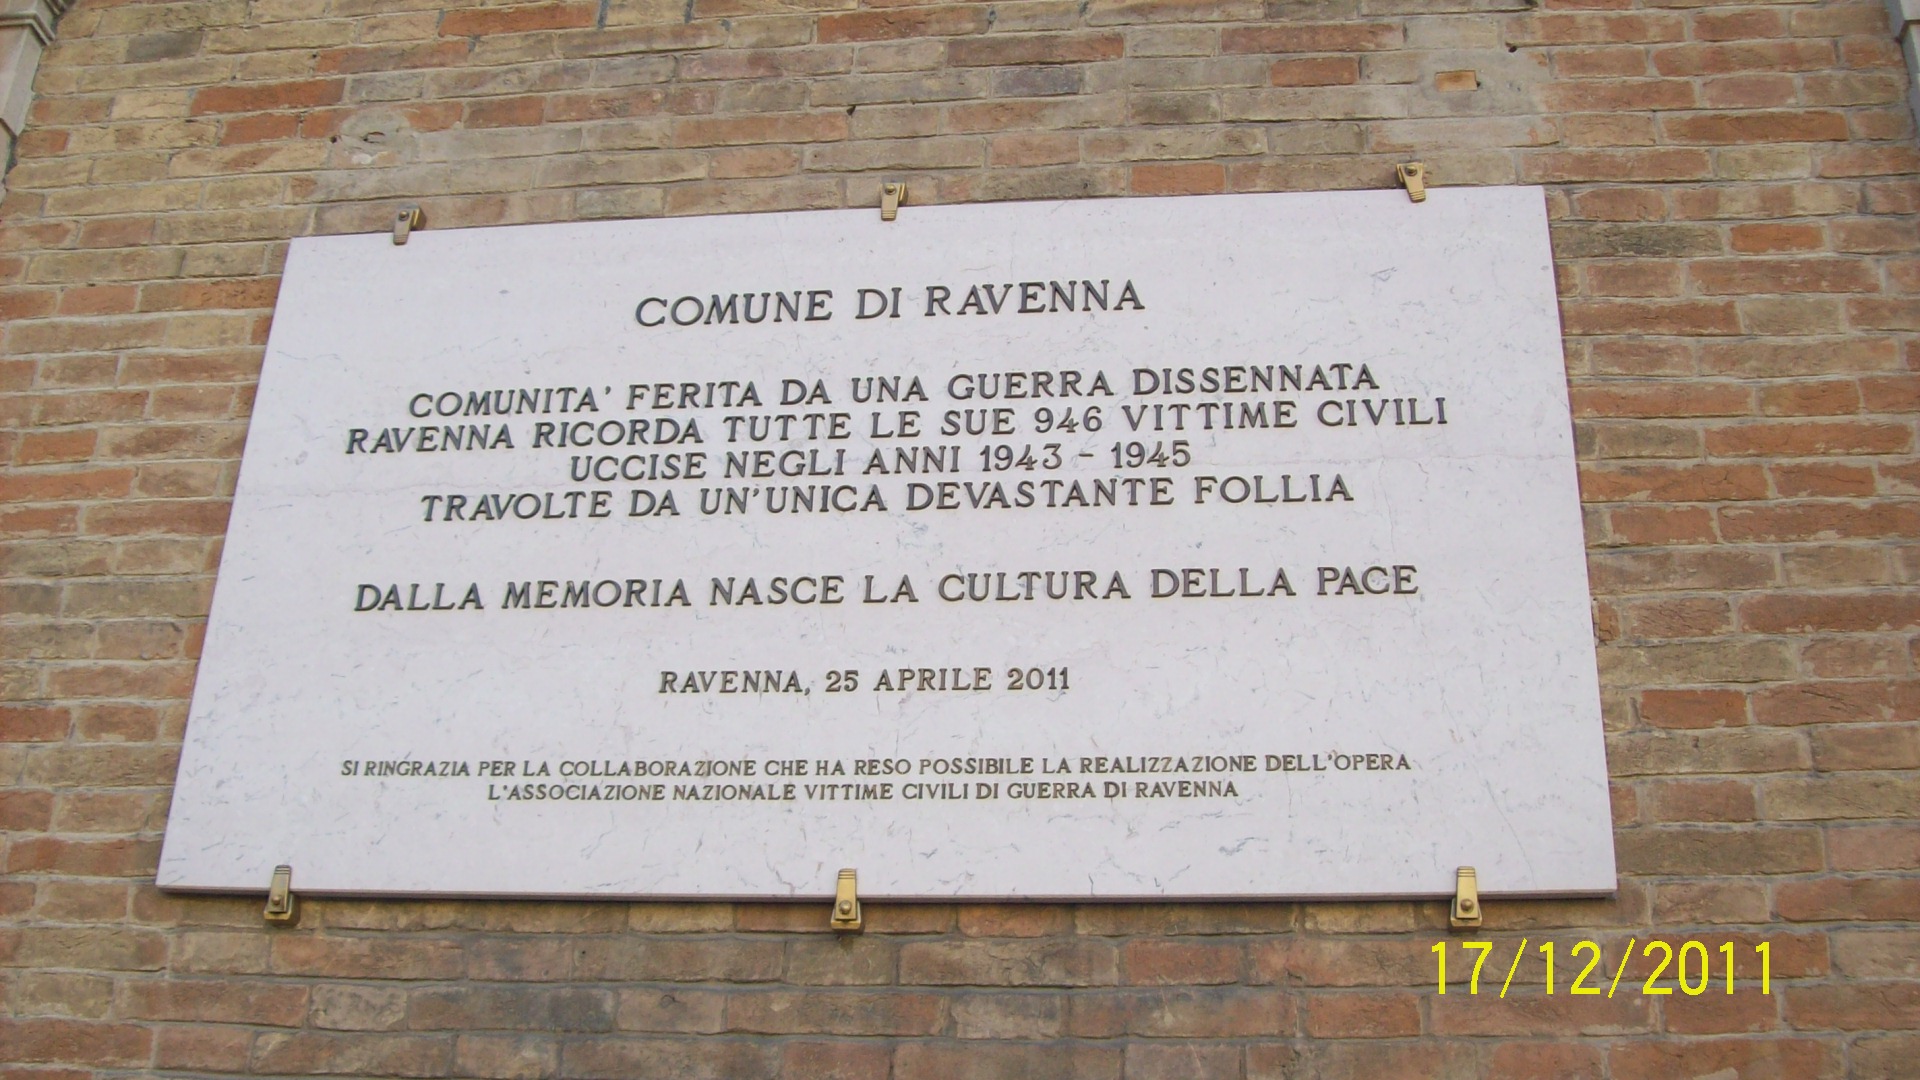 COMUNE DI RAVENNA
COMUNITA' FERITA DA UNA GUERRA DISSENNATA
RAVENNA RICORDA TUTTE LE SUE 946 VITTIME CIVILI
UCCISE NEGLI ANNI 1943 - 1945
TRAVOLTE DA UN'UNICA DEVASTANTE FOLLIA
DALLA MEMORIA NASCE LA CULTURA DELLA PACE
RAVENNA, 25 APRILE 2011
SI RINGRAZIA PER LA COLLABORAZIONE CHE HA RESO POSSIBILE LA REALIZZAZIONE DELL'OPERA
L'ASSOCIAZIONE NAZIONALE VITTIME CIVILI DI GUERRA DI RAVENNA
17/12/2011